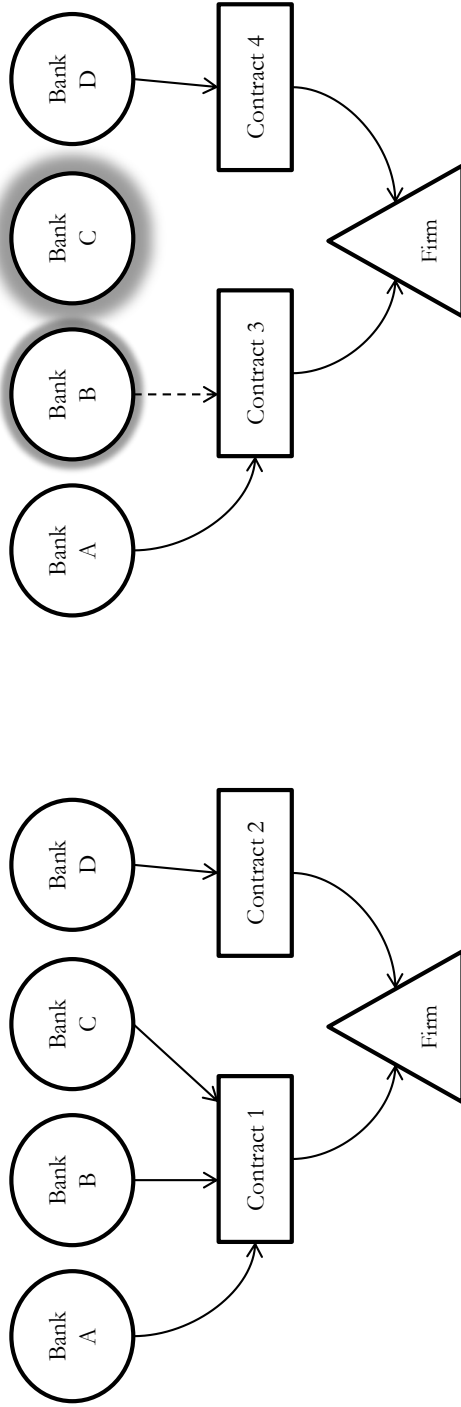 Bank
A
Bank
B
Bank
C
Bank
D
Contract 1
Contract 2
Firm
Bank
A
Bank
B
Bank
C
Bank
D
Contract 3
Contract 4
Firm